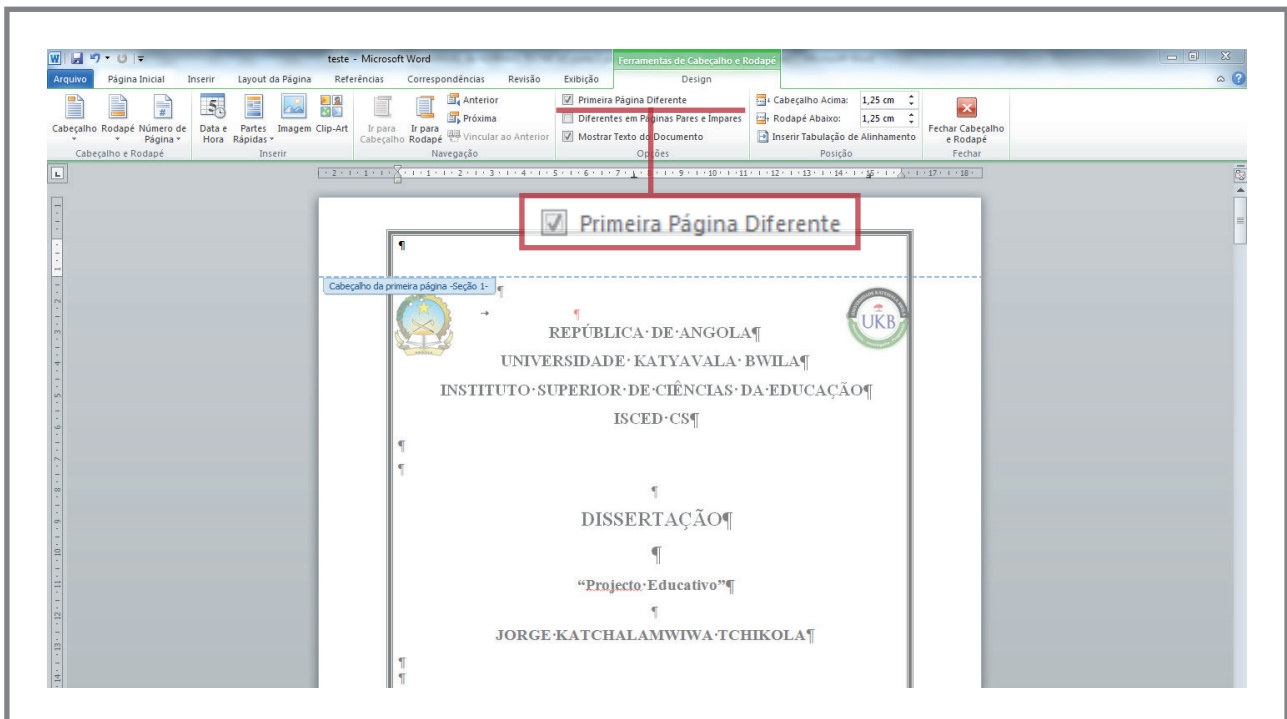 teste - Microsoft Word
Ferramentas de Cabeçalho e Rodapé
Arquivo Página Inicial Inserir Layout da Página Referências Correspondências Revisão Exibição Design
Cabeçalho Rodapé Número de Página
Cabeçalho e Rodapé
Data e Hora Partes Rápidas Imagem Clip-Art
Inserir
Ir para Cabeçalho Ir para Rodapé
Anterior
Próxima
Vincular ao Anterior
Navegação
Primeira Página Diferente
Diferentes em Páginas Pares e Ímpares
Mostrar Texto do Documento
Opções
Cabeçalho Acima: 1,25 cm
Rodapé Abaixo: 1,25 cm
Inserir Tabulação de Alinhamento
Posição
Fechar Cabeçalho e Rodapé
Fechar
Primeira Página Diferente
Cabeçalho da primeira página -Seção 1-
UKB
REPÚBLICA·DE·ANGOLA¶
UNIVERSIDADE·KATYAVALA·BWILA¶
INSTITUTO·SUPERIOR·DE·CIÊNCIAS·DA·EDUCAÇÃO¶
ISCED·CS¶
DISSERTAÇÃO¶
“Projecto·Educativo”¶
JORGE·KATCHALAMWIWA·TCHIKOLA¶